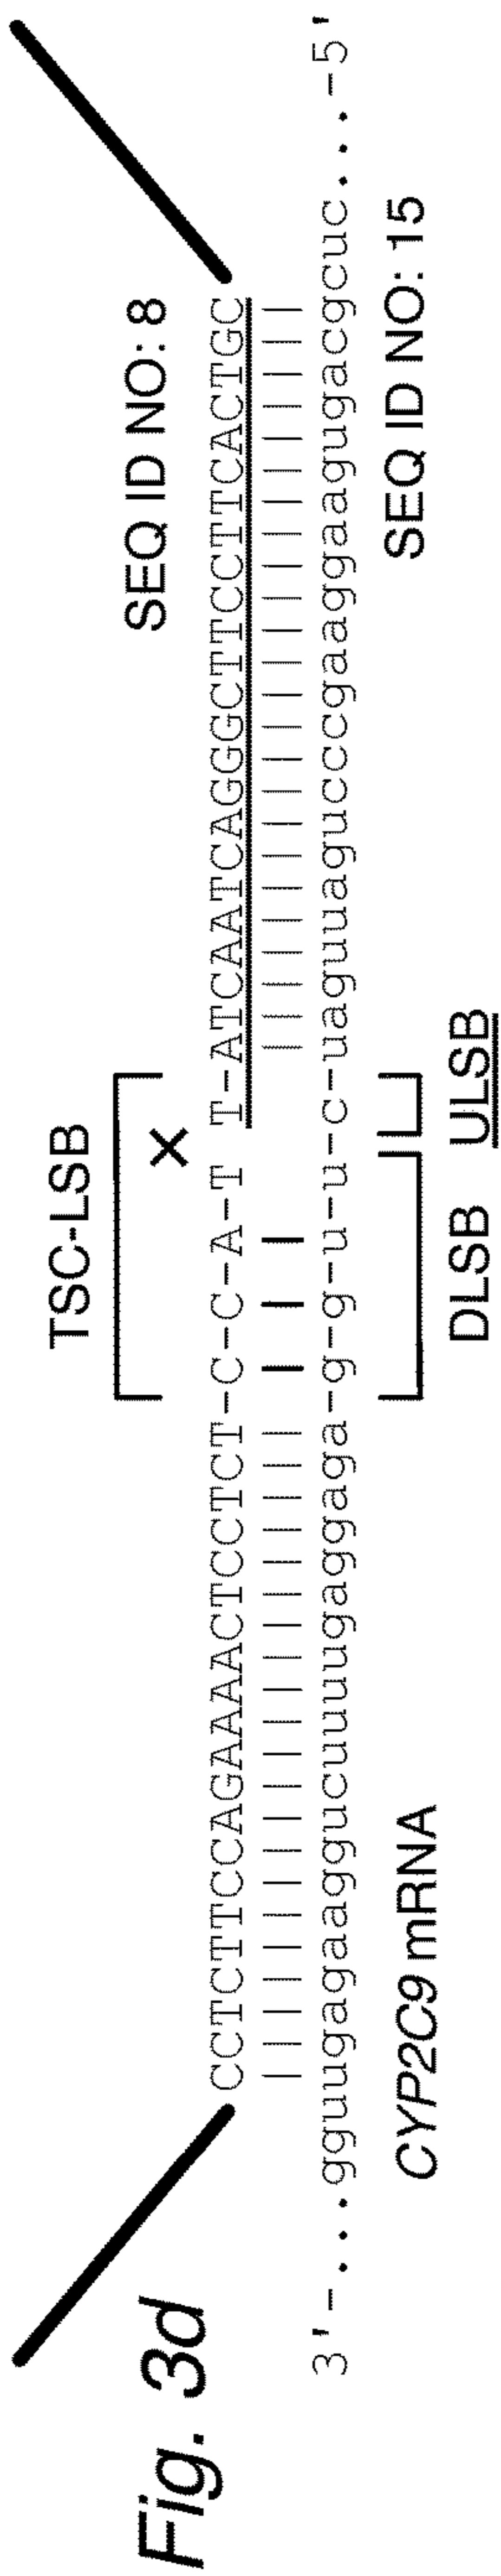 Fig. 3d
TSC-LSB
SEQ ID NO: 8
×
CCTCTTCCAGAAAACTCCTCT-C-C-A-T T-ATCAATCAGGGCTTCCTTCACTGC
3'-...gguugagaaggucuuuugaggaga-g-g-u-u-c-uaguuagucccgaaggaagugacgcuc...-5'
CYP2C9 mRNA
DLSB ULSB
SEQ ID NO: 15